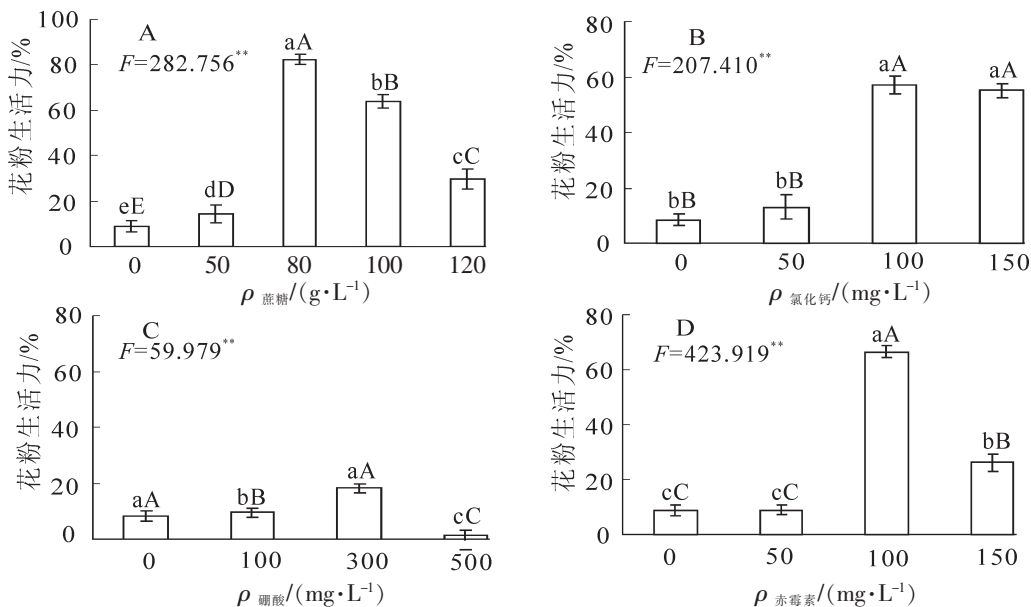 A
F=282.756**
花粉生活力/%
100
80
60
40
20
0
eE
dD
aA
bB
cC
0 50 80 100 120
ρ 蔗糖/(g·L⁻¹)
B
F=207.410**
花粉生活力/%
80
60
40
20
0
bB
bB
aA
aA
0 50 100 150
ρ 氯化钙/(mg·L⁻¹)
C
F=59.979**
花粉生活力/%
80
60
40
20
0
aA
bB
aA
cC
0 100 300 500
ρ 硼酸/(mg·L⁻¹)
D
F=423.919**
花粉生活力/%
80
60
40
20
0
cC
cC
aA
bB
0 50 100 150
ρ 赤霉素/(mg·L⁻¹)